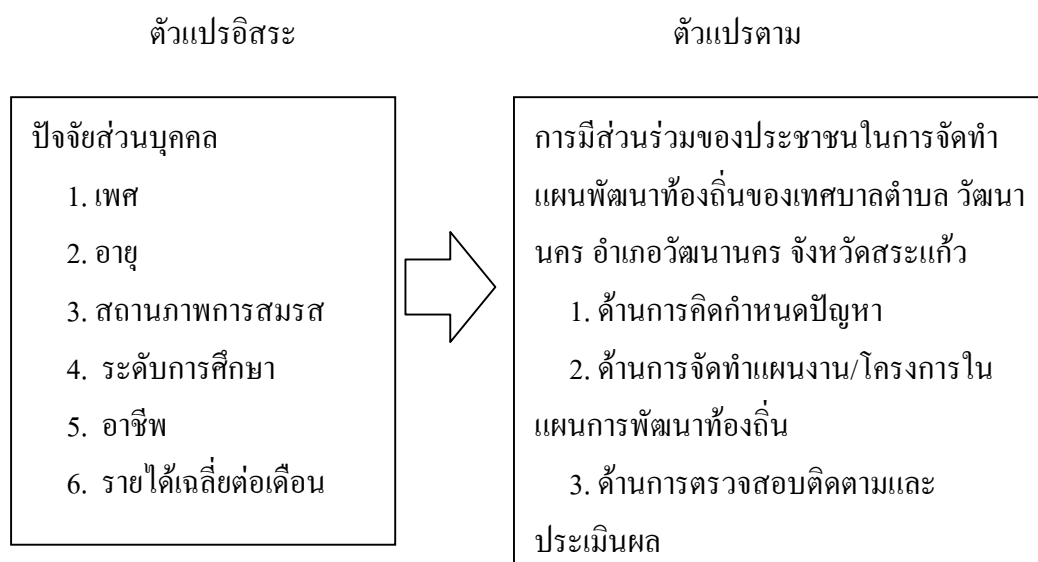 ตัวแปรอิสระ
ตัวแปรตาม
ปัจจัยส่วนบุคคล
1. เพศ
2. อายุ
3. สถานภาพการสมรส
4. ระดับการศึกษา
5. อาชีพ
6. รายได้เฉลี่ยต่อเดือน
การมีส่วนร่วมของประชาชนในการจัดทำ
แผนพัฒนาท้องถิ่นของเทศบาลตำบล วัฒนา
นคร อำเภอวัฒนานคร จังหวัดสระแก้ว
1. ด้านการคิดกำหนดปัญหา
2. ด้านการจัดทำแผนงาน/โครงการใน
แผนการพัฒนาท้องถิ่น
3. ด้านการตรวจสอบติดตามและ
ประเมินผล